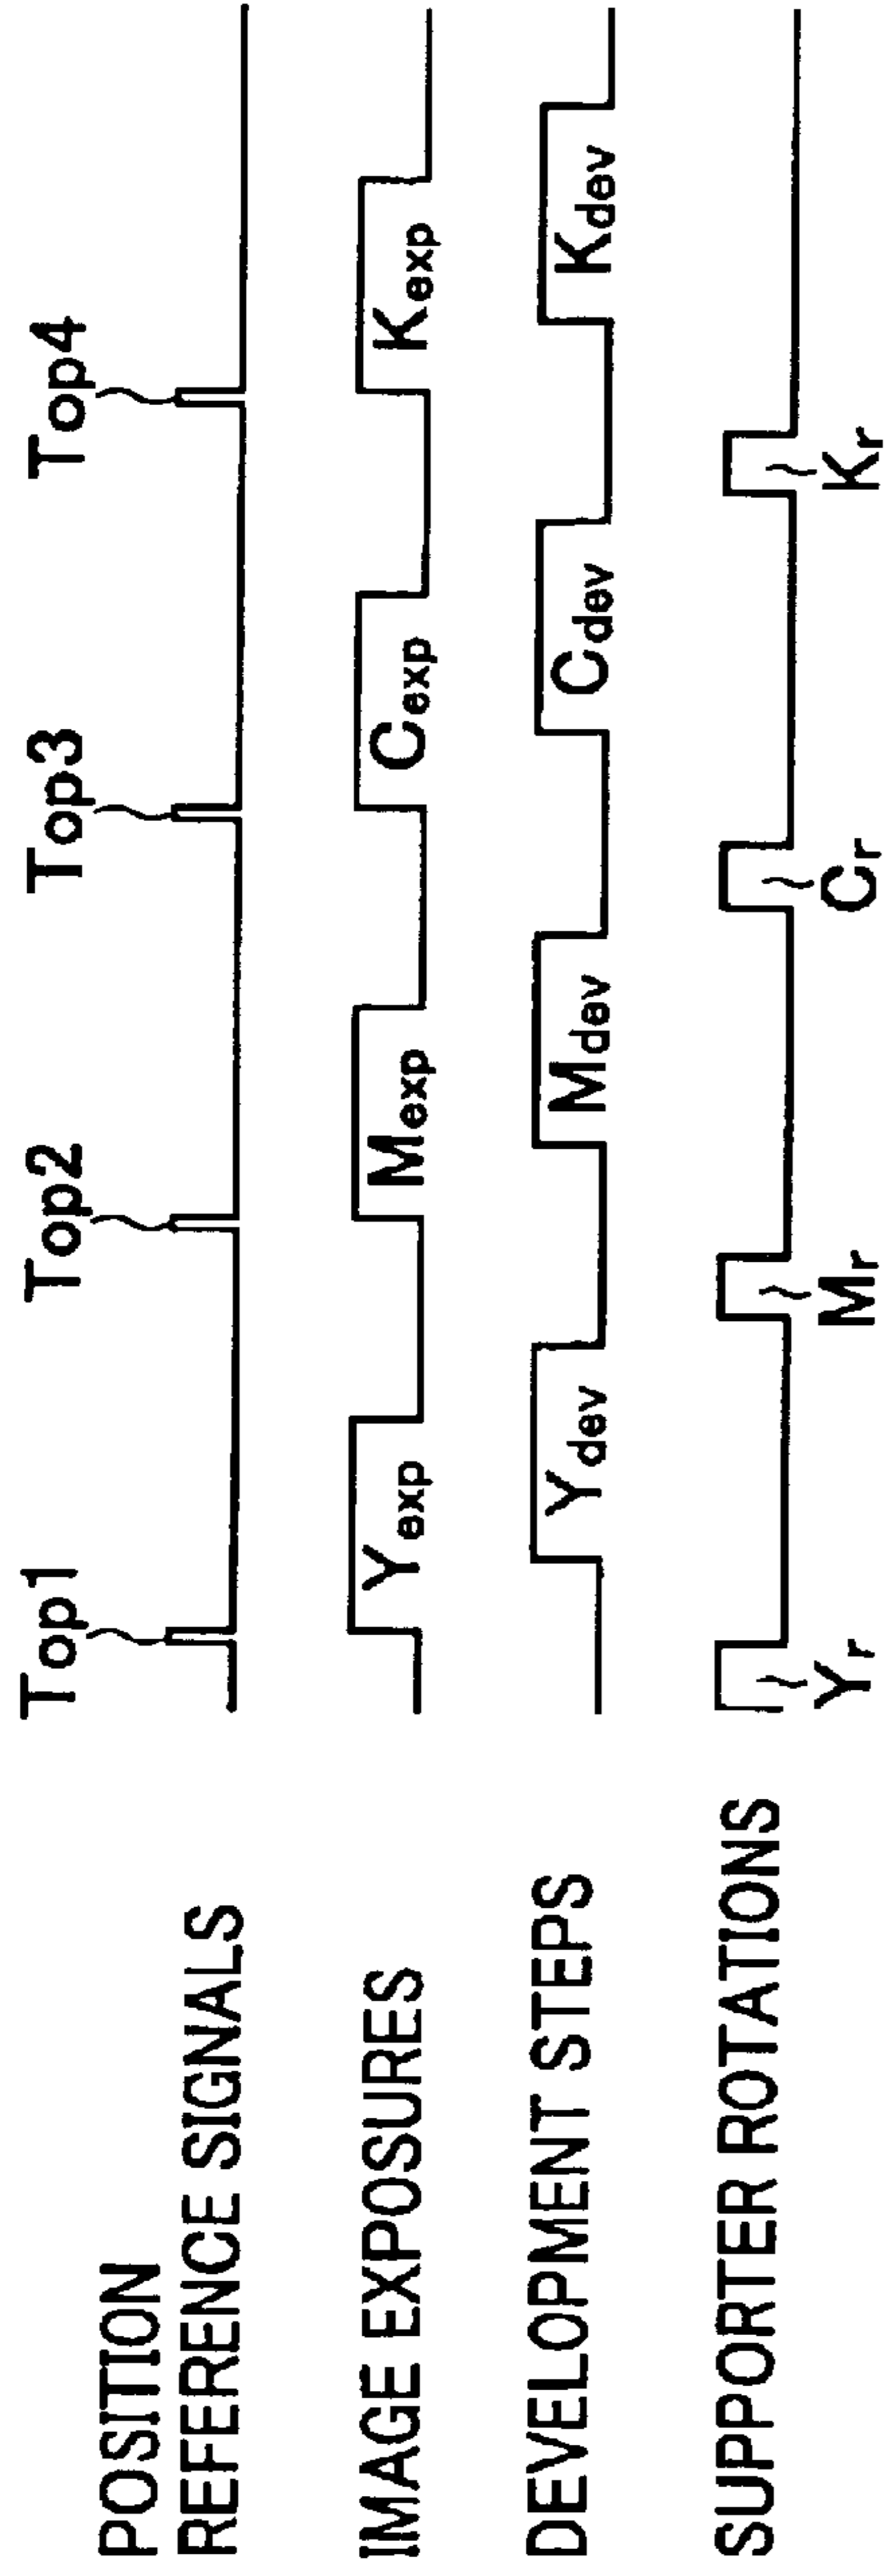 POSITION
REFERENCE SIGNALS
Top1
Top2
Top3
Top4
IMAGE EXPOSURES
Yexp
Mexp
Cexp
Kexp
DEVELOPMENT STEPS
Ydev
Mdev
Cdev
Kdev
SUPPORTER ROTATIONS
Yr
Mr
Cr
Kr